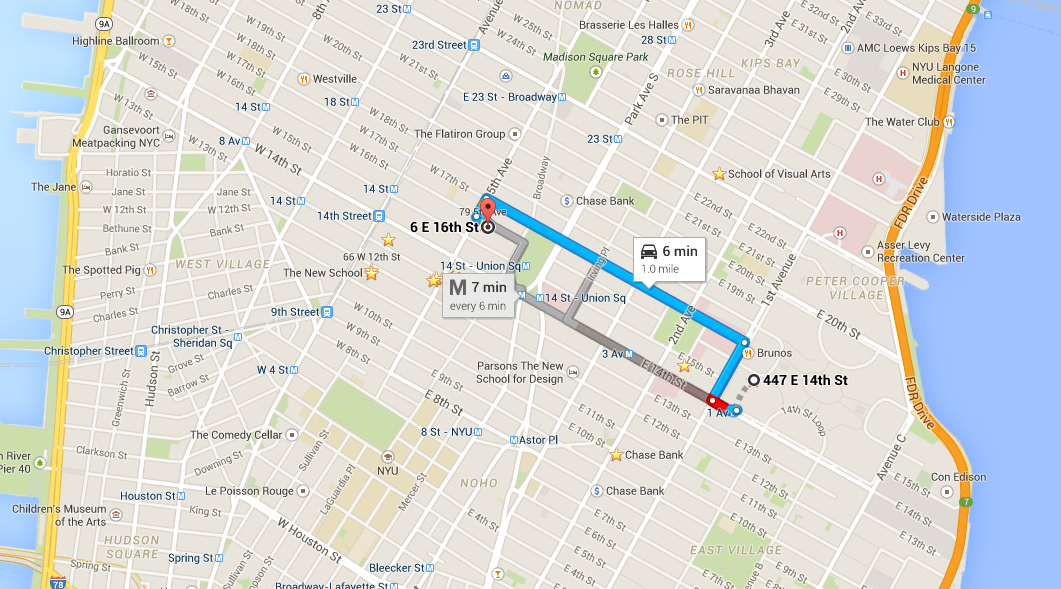 23 St
NOMAD
Brasserie Les Halles
E 32nd St
2nd Ave
E 33rd St
9
9A
8th Ave
Avenue
28 St
3rd Ave
Highline Ballroom
W 20th St
23rd Street
W 25th St
Madison Square Park
KIPS BAY
AMC Loews Kips Bay 15
W 18th St
W 17th St
W 24th St
ROSE HILL
E 31st St
NYU Langone
Medical Center
Westville
W 21st St
Park Ave S
E 30th St
W 13th St
14 St
18 St
W 20th St
E 23 St - Broadway
Saravanaa Bhavan
E 29th St
W 15th St
W 18th St
The PIT
The Water Club
Gansevoort
Meatpacking NYC
8 Av
W 17th St
The Flatiron Group
23 St
W 14th St
W 16th St
5th Ave
Broadway
FDR Drive
Horatio St
School of Visual Arts
The Jane
Jane St
Jane St
14 St
W 17th St
E 22nd St
W 12th St
Bank St
14 St
Chase Bank
E 23rd St
W 12th St
14th Street
79 5th Ave
E 21st St
Waterside Plaza
Bethune St
6 E 16th St
E 22nd St
Bank St
66 W 12th St
6 min
1.0 mile
Asser Levy
Recreation Center
WEST VILLAGE
The New School
14 St - Union Sq
Irving Pl
1st Avenue
E 20th St
The Spotted Pig
7 min
every 6 min
E 19th St
PETER COOPER
VILLAGE
Perry St
14 St - Union Sq
E 18th St
Charles St
9th Street
W 10th St
2nd Ave
E 20th St
9A
Charles St
Christopher St -
Sheridan Sq
W 9th St
E 15th St
Christopher Street
Grove St
W 8th St
3 Av
Brunos
Hudson St
Barrow St
W 4 St
Parsons The New
School for Design
E 14th St
447 E 14th St
Greenwich St
E 8th St
E 13th St
1 Av
14th St Loop
FDR Drive
E 11th St
E 12th St
The Comedy Cellar
8 St - NYU
Astor Pl
E 10th St
E 13th St
Clarkson St
Sullivan St
Chase Bank
Avenue C
n River
Pier 40
Downing St
NYU
E 12th St
Con Edison
LaGuardia Pl
Mercer St
NOHO
E 11th St
E 15th St
Houston St
Le Poisson Rouge
Chase Bank
7
E 14th St
Children's Museum
of the Arts
E 4th St
E 6th St
E 10th St
E 13th St
W Houston St
E 5th St
E 9th St
HUDSON
SQUARE
EAST VILLAGE
Spring St
Sullivan St
Bleecker St
78
Broadway-Lafayette St